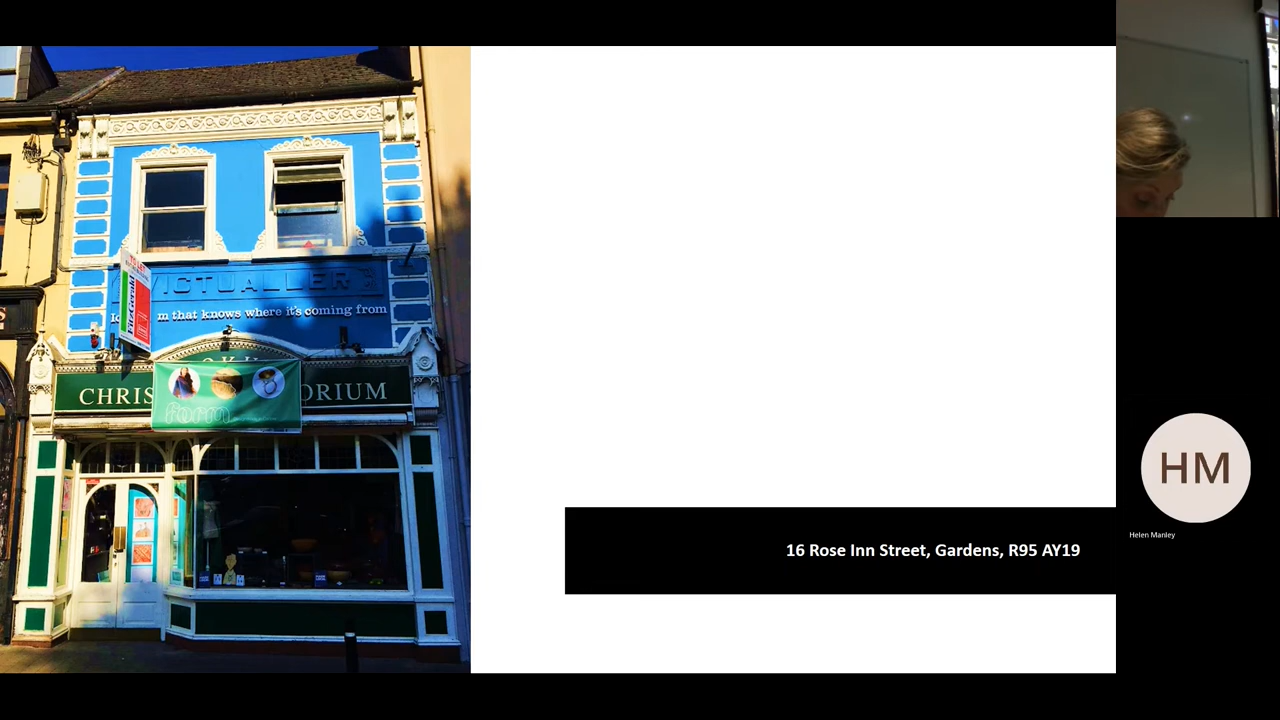 VICTUALLER
m that knows where it's coming from
FitzGerald
CHRIS
ORIUM
form
16 Rose Inn Street, Gardens, R95 AY19
HM
Helen Manley